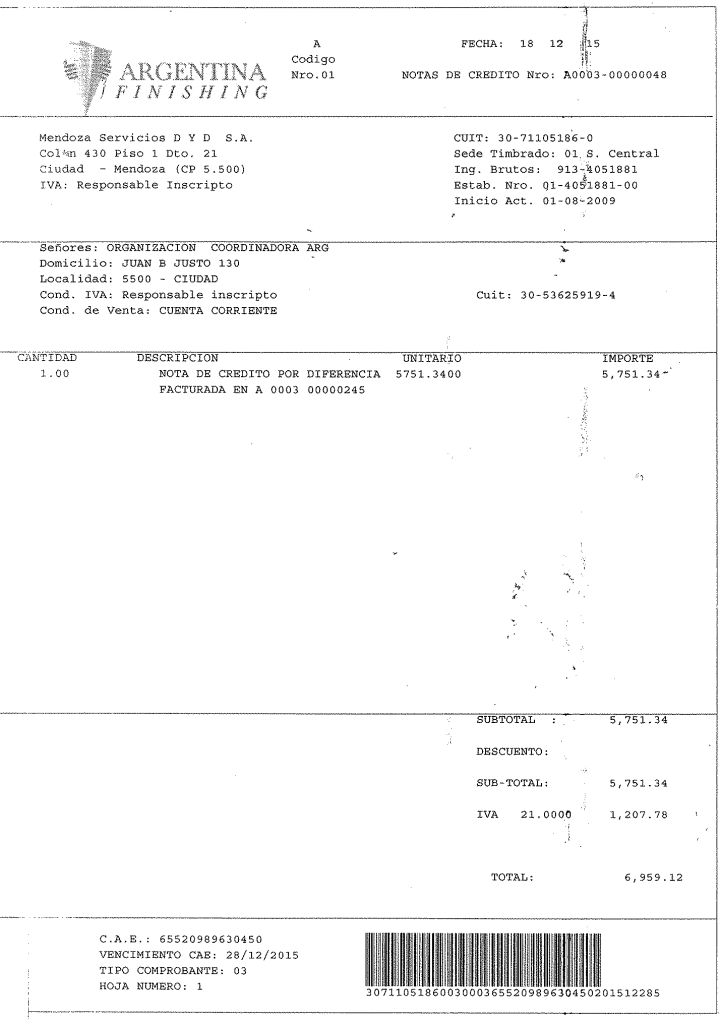 ARGENTINA
FINISHING
A
Codigo
Nro.01
FECHA: 18 12 15
NOTAS DE CREDITO Nro: A0003-00000048
Mendoza Servicios D Y D S.A.
Col¾n 430 Piso 1 Dto. 21
Ciudad - Mendoza (CP 5.500)
IVA: Responsable Inscripto
CUIT: 30-71105186-0
Sede Timbrado: 01 S. Central
Ing. Brutos: 913-4051881
Estab. Nro. 01-4051881-00
Inicio Act. 01-08-2009
Señores: ORGANIZACION COORDINADORA ARG
Domicilio: JUAN B JUSTO 130
Localidad: 5500 - CIUDAD
Cond. IVA: Responsable inscripto Cuit: 30-53625919-4
Cond. de Venta: CUENTA CORRIENTE
CANTIDAD DESCRIPCION UNITARIO IMPORTE
1.00 NOTA DE CREDITO POR DIFERENCIA 5751.3400 5,751.34
FACTURADA EN A 0003 00000245
SUBTOTAL : 5,751.34
DESCUENTO:
SUB-TOTAL: 5,751.34
IVA 21.0000 1,207.78
TOTAL: 6,959.12
C.A.E.: 65520989630450
VENCIMIENTO CAE: 28/12/2015
TIPO COMPROBANTE: 03
HOJA NUMERO: 1
3071105186003000365520989630450201512285